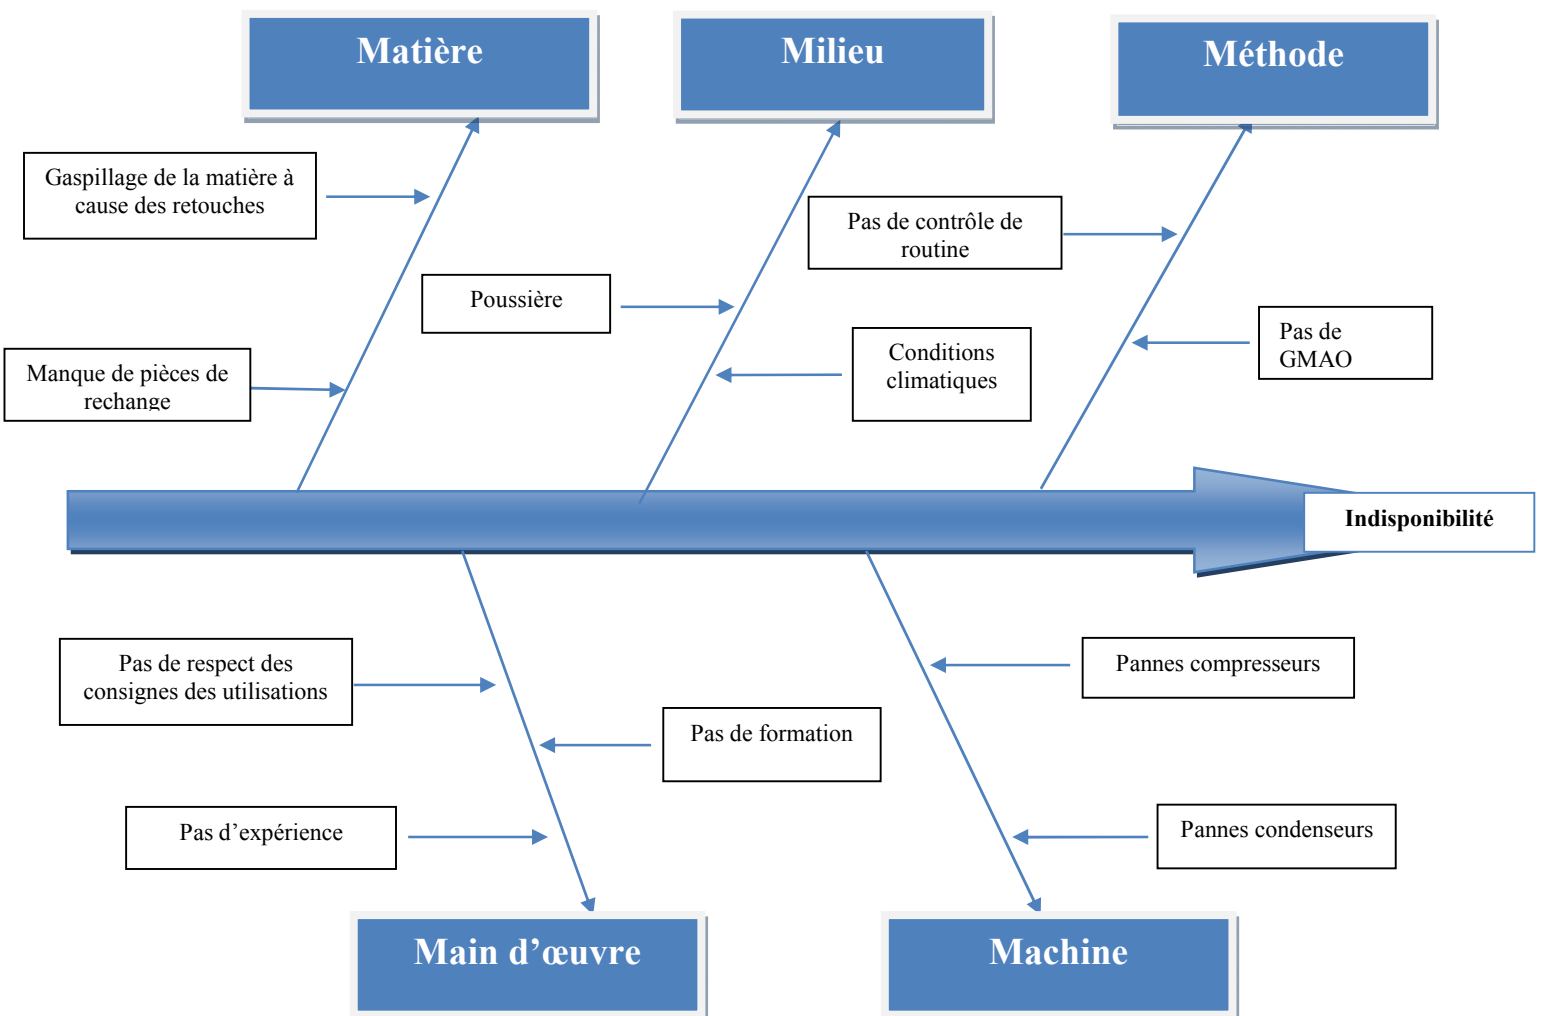 Matière
Milieu
Méthode
Gaspillage de la matière à
cause des retouches
Pas de contrôle de
routine
Poussière
Pas de
GMAO
Conditions
climatiques
Manque de pièces de
rechange
Indisponibilité
Pas de respect des
consignes des utilisations
Pannes compresseurs
Pas de formation
Pas d’expérience
Pannes condenseurs
Main d’œuvre
Machine